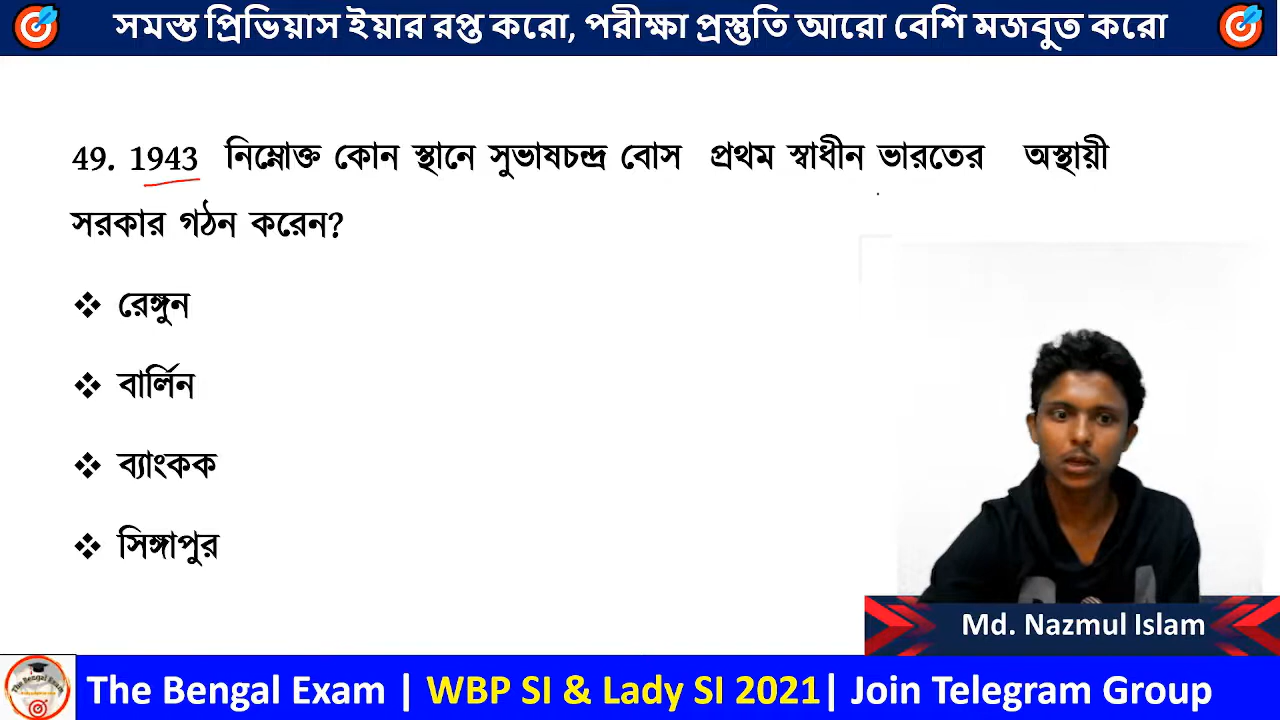 সমস্ত প্রিভিয়াস ইয়ার রপ্ত করো, পরীক্ষা প্রস্তুতি আরো বেশি মজবুত করো
49. 1943 নিম্নোক্ত কোন স্থানে সুভাষচন্দ্র বোস প্রথম স্বাধীন ভারতের অস্থায়ী
সরকার গঠন করেন?
❖ রেঙ্গুন
❖ বার্লিন
❖ ব্যাংকক
❖ সিঙ্গাপুর
Md. Nazmul Islam
The Bengal Exam | WBP SI & Lady SI 2021| Join Telegram Group